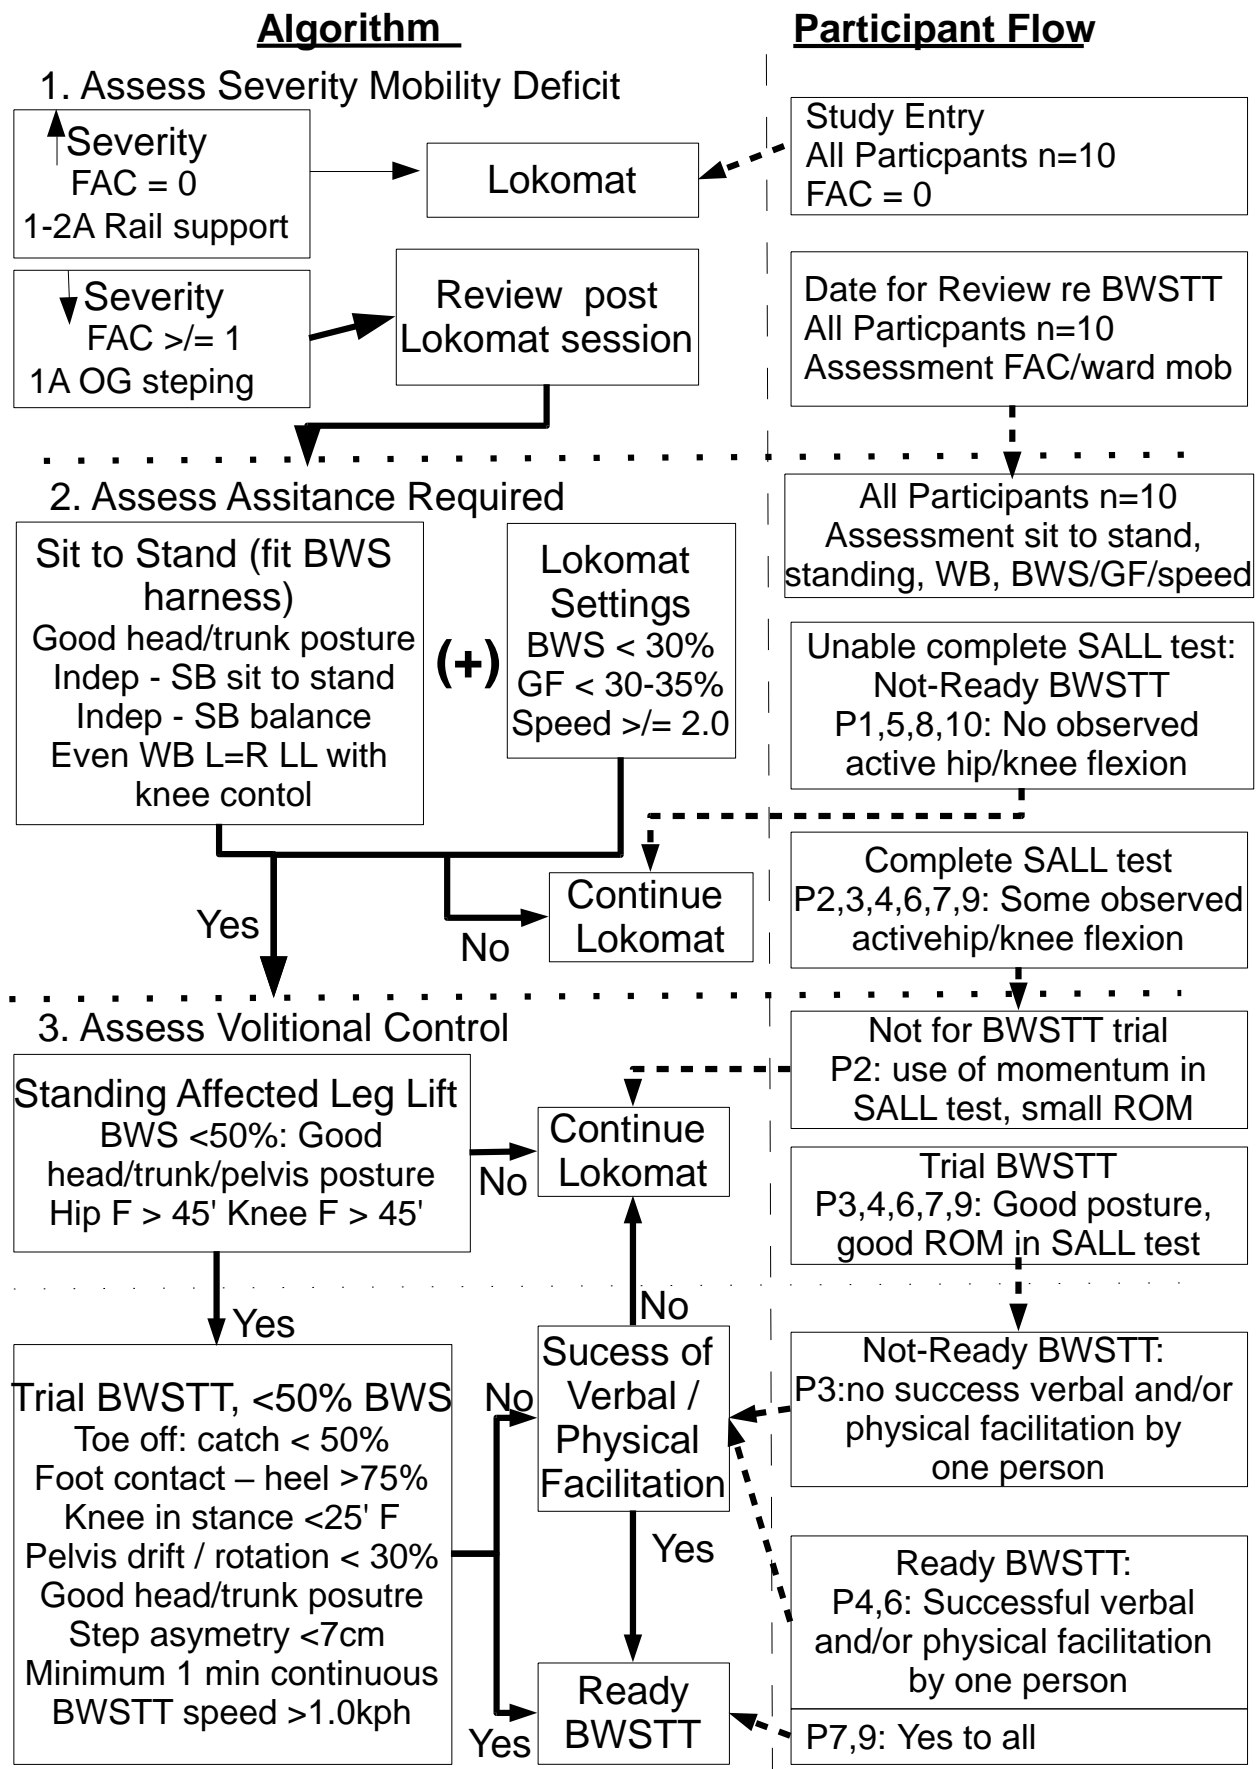 Algorithm
Participant Flow
1. Assess Severity Mobility Deficit
Severity
FAC = 0
1-2A Rail support
Lokomat
Study Entry
All Particpants n=10
FAC = 0
Severity
FAC >/= 1
1A OG steping
Review post
Lokomat session
Date for Review re BWSTT
All Particpants n=10
Assessment FAC/ward mob
2. Assess Assitance Required
Sit to Stand (fit BWS
harness)
Good head/trunk posture
Indep - SB sit to stand
Indep - SB balance
Even WB L=R LL with
knee contol
(+)
Lokomat
Settings
BWS < 30%
GF < 30-35%
Speed >/= 2.0
All Participants n=10
Assessment sit to stand,
standing, WB, BWS/GF/speed
Unable complete SALL test:
Not-Ready BWSTT
P1,5,8,10: No observed
active hip/knee flexion
Yes
No
Continue
Lokomat
Complete SALL test
P2,3,4,6,7,9: Some observed
activehip/knee flexion
3. Assess Volitional Control
Standing Affected Leg Lift
BWS <50%: Good
head/trunk/pelvis posture
Hip F > 45' Knee F > 45'
No
Continue
Lokomat
Not for BWSTT trial
P2: use of momentum in
SALL test, small ROM
Trial BWSTT
P3,4,6,7,9: Good posture,
good ROM in SALL test
Yes
No
Trial BWSTT, <50% BWS
Toe off: catch < 50%
Foot contact – heel >75%
Knee in stance <25' F
Pelvis drift / rotation < 30%
Good head/trunk posutre
Step asymetry <7cm
Minimum 1 min continuous
BWSTT speed >1.0kph
No
Sucess of
Verbal /
Physical
Facilitation
Yes
Yes
Ready
BWSTT
Not-Ready BWSTT:
P3:no success verbal and/or
physical facilitation by
one person
Ready BWSTT:
P4,6: Successful verbal
and/or physical facilitation
by one person
P7,9: Yes to all